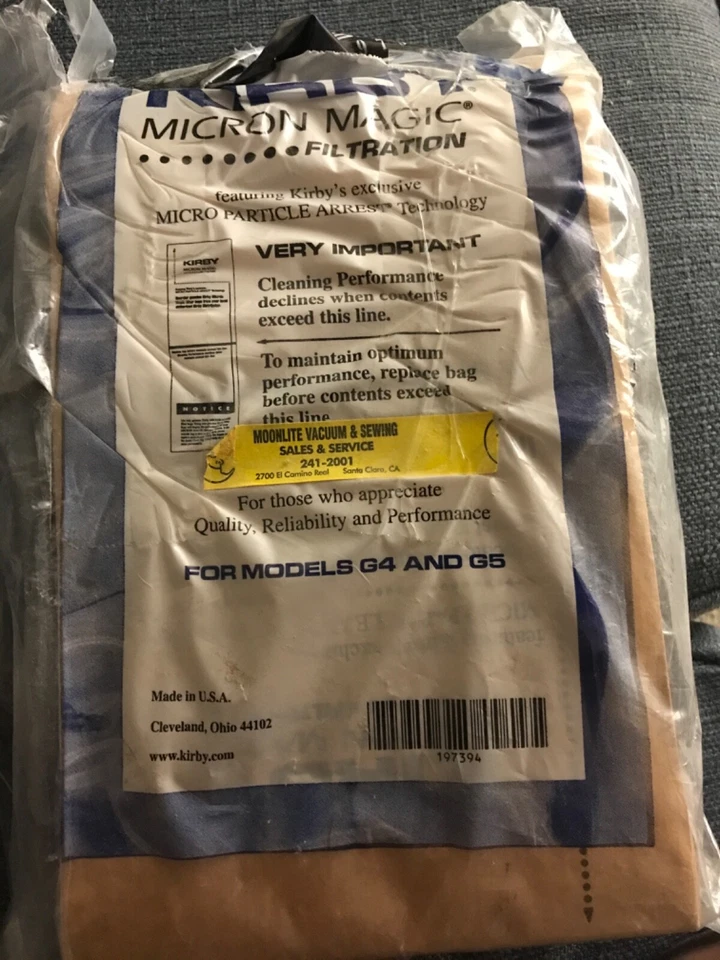 KIRBY
MICRON MAGIC®
FILTRATION
featuring Kirby's exclusive
MICRO PARTICLE ARREST Technology
KIRBY
VERY IMPORTANT
Cleaning Performance
declines when contents
exceed this line.
To maintain optimum
performance, replace bag
before contents exceed
this line
NOTICE
MOONLITE VACUUM & SEWING
SALES & SERVICE
241-2001
2700 El Camino Real Santa Clara, CA.
For those who appreciate
Quality, Reliability and Performance
FOR MODELS G4 AND G5
Made in U.S.A.
Cleveland, Ohio 44102
www.kirby.com
197394